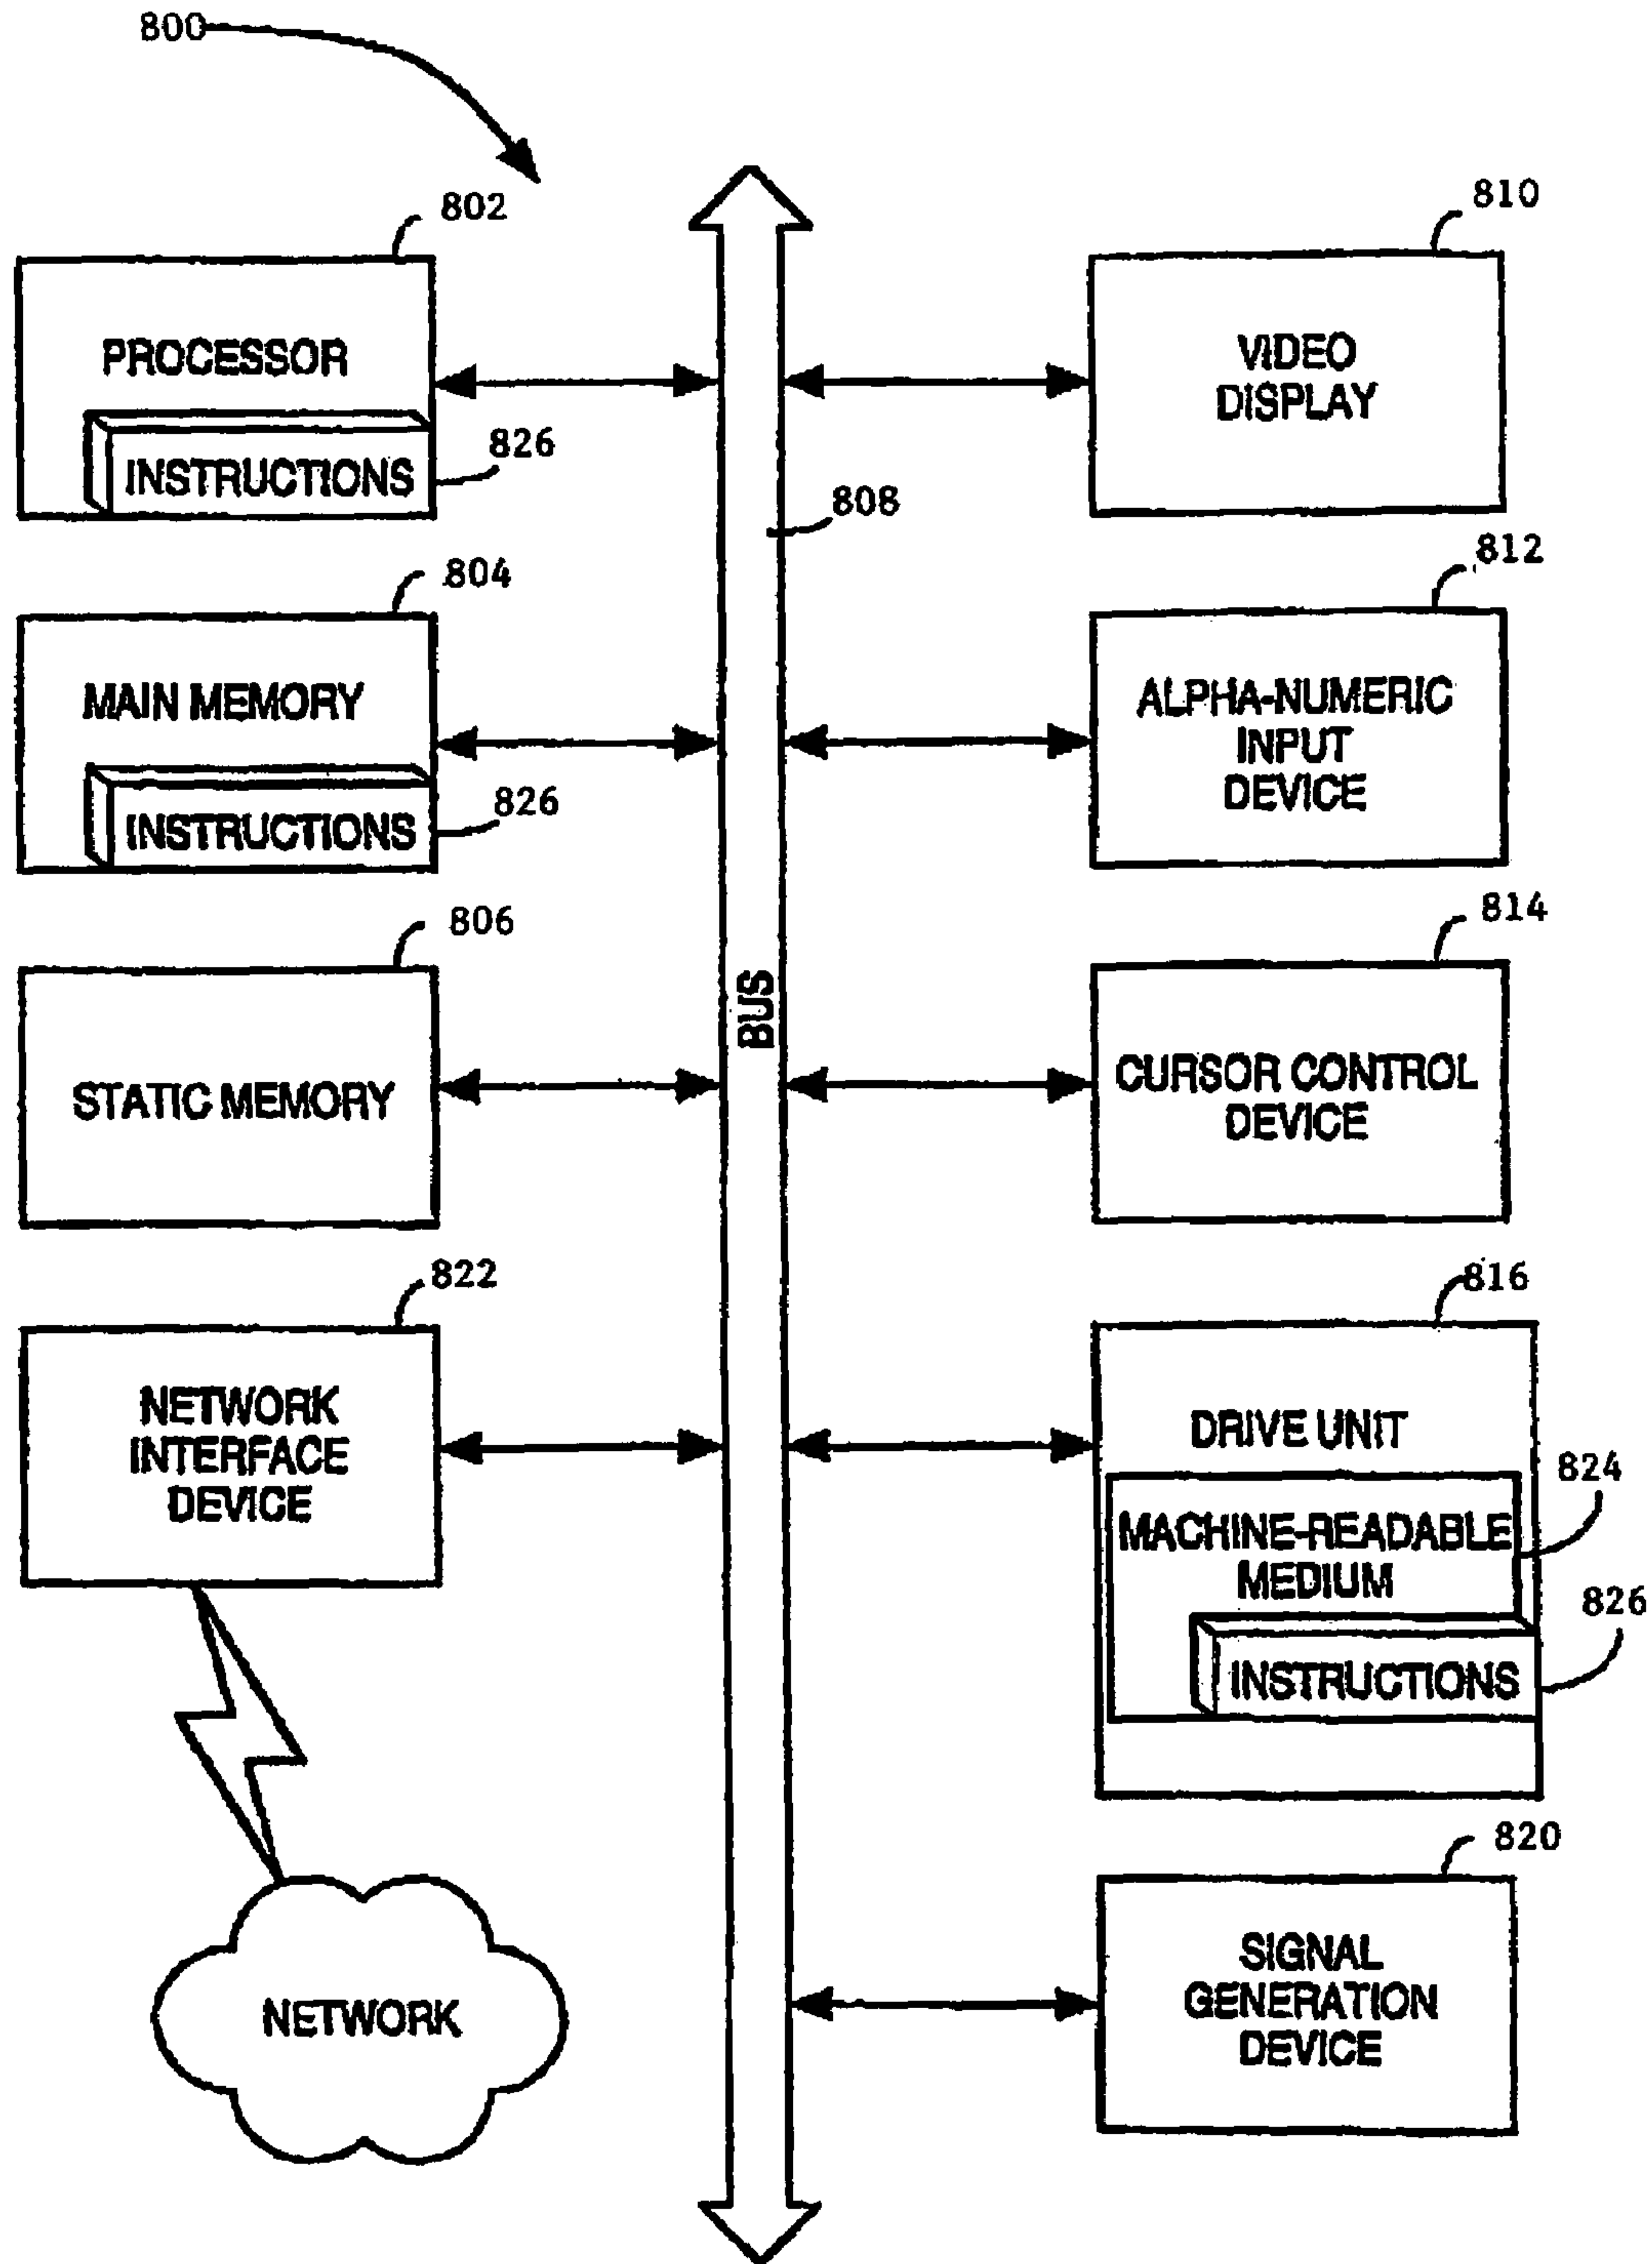 800
802
PROCESSOR
INSTRUCTIONS
826
804
MAIN MEMORY
INSTRUCTIONS
826
806
STATIC MEMORY
822
NETWORK
INTERFACE
DEVICE
NETWORK
808
BUS
810
VIDEO
DISPLAY
812
ALPHA-NUMERIC
INPUT
DEVICE
814
CURSOR CONTROL
DEVICE
816
DRIVE UNIT
824
MACHINE-READABLE
MEDIUM
826
INSTRUCTIONS
820
SIGNAL
GENERATION
DEVICE